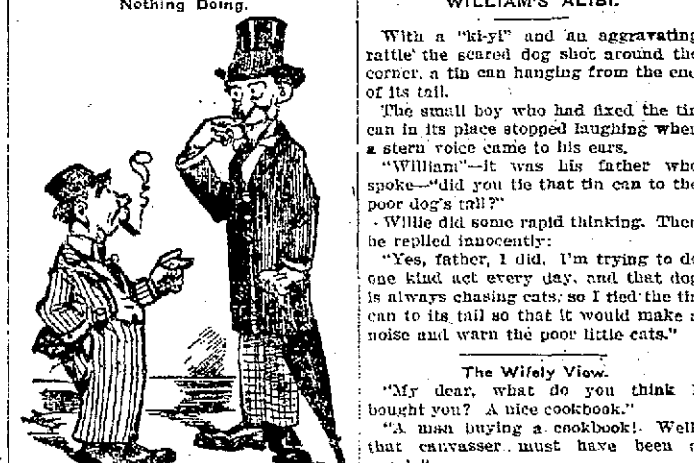 Nothing Doing.
WILLIAM'S ALIBI.
With a "ki-yi" and an aggravating
rattle the scared dog shot around the
corner, a tin can hanging from the end
of its tail.
The small boy who had fixed the tin
can in its place stopped laughing when
a stern voice came to his ears.
"William"—it was his father who
spoke—"did you tie that tin can to the
poor dog's tail?"
Willie did some rapid thinking. Then
he replied innocently:
"Yes, father, I did. I'm trying to do
one kind act every day, and that dog
is always chasing cats; so I tied the tin
can to its tail so that it would make a
noise and warn the poor little cats."
The Wifely View.
"My dear, what do you think I
bought you? A nice cookbook."
"A man buying a cookbook! Well,
that canvasser must have been a